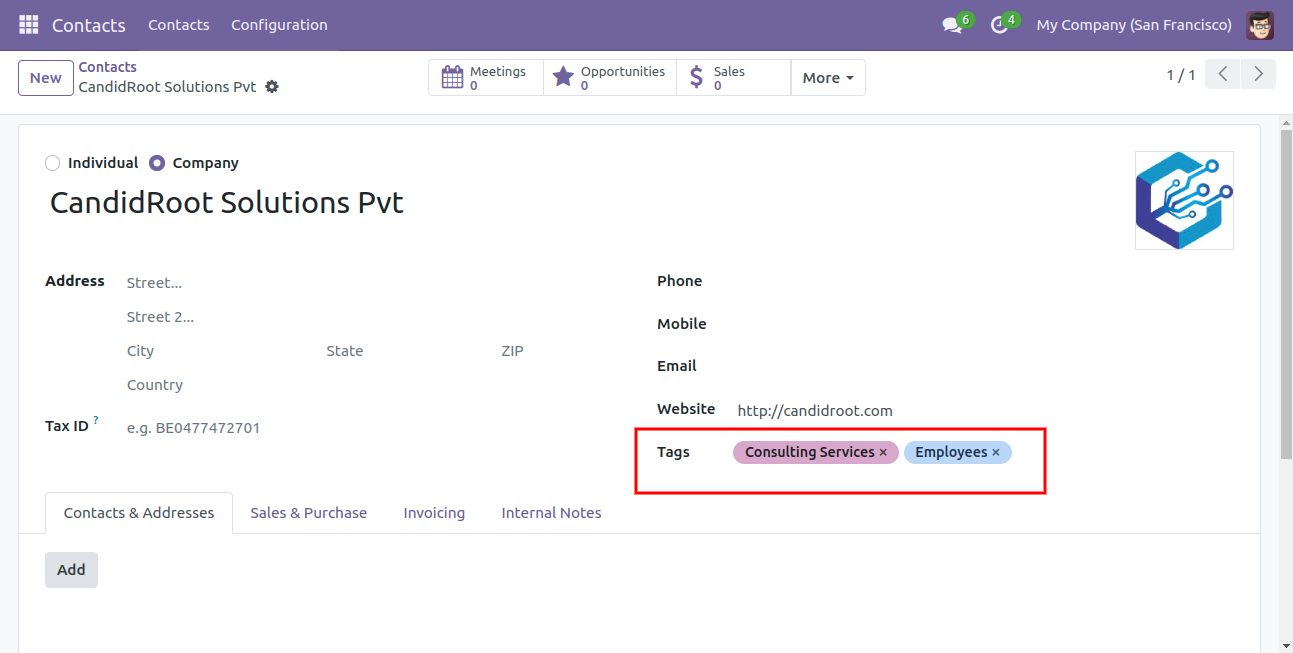 Contacts Contacts Configuration 6 4 My Company (San Francisco)
New Contacts
CandidRoot Solutions Pvt
Meetings
0
Opportunities
0
Sales
0
More
1 / 1
Individual Company
CandidRoot Solutions Pvt
Address Street...
Street 2...
City State ZIP
Country
Tax ID ? e.g. BE0477472701
Phone
Mobile
Email
Website http://candidroot.com
Tags Consulting Services × Employees ×
Contacts & Addresses Sales & Purchase Invoicing Internal Notes
Add